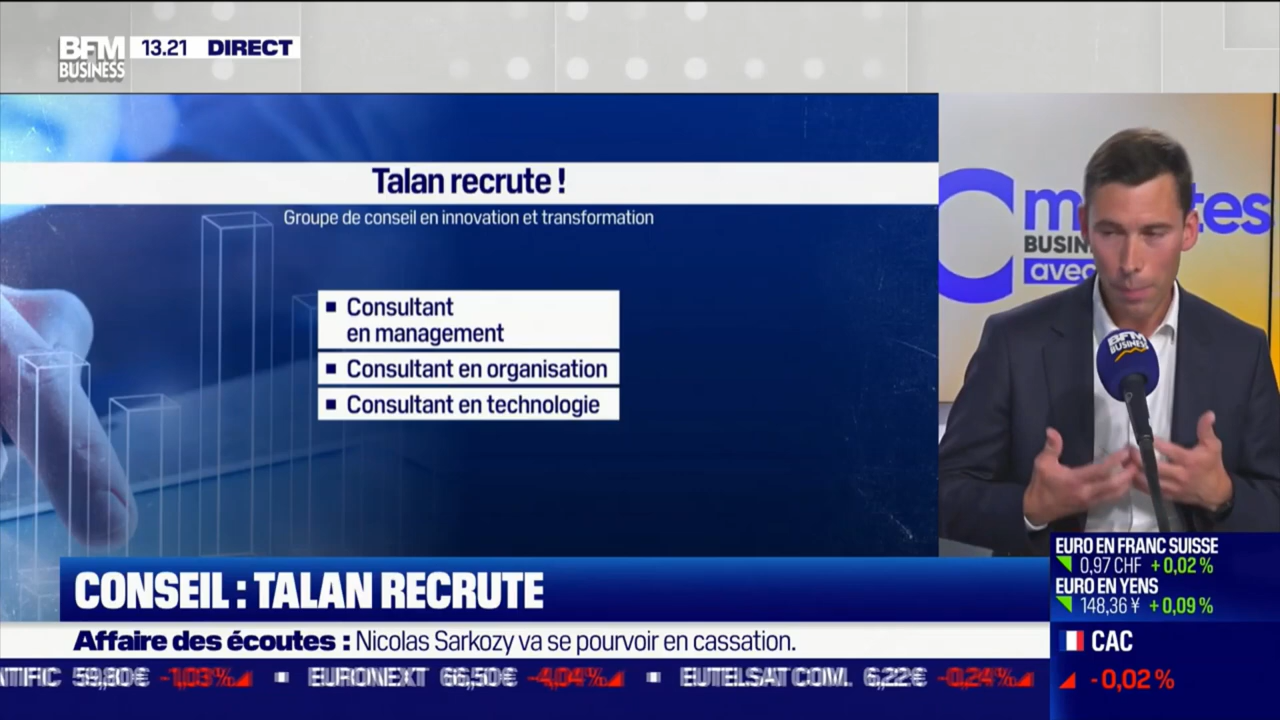 BFM
BUSINESS
13.21 DIRECT
Talan recrute !
Groupe de conseil en innovation et transformation
Consultant
en management
Consultant en organisation
Consultant en technologie
BUSIN
avec
BFM
BUSINESS
CONSEIL : TALAN RECRUTE
Affaire des écoutes : Nicolas Sarkozy va se pourvoir en cassation.
NTIFIC 59,80€ -1,03% EURONEXT 66,50€ -4,04% EUTELSAT COM. 6,22€ -0,24%
EURO EN FRANC SUISSE
0,97 CHF +0,02 %
EURO EN YENS
148,36 ¥ +0,09 %
CAC
-0,02 %